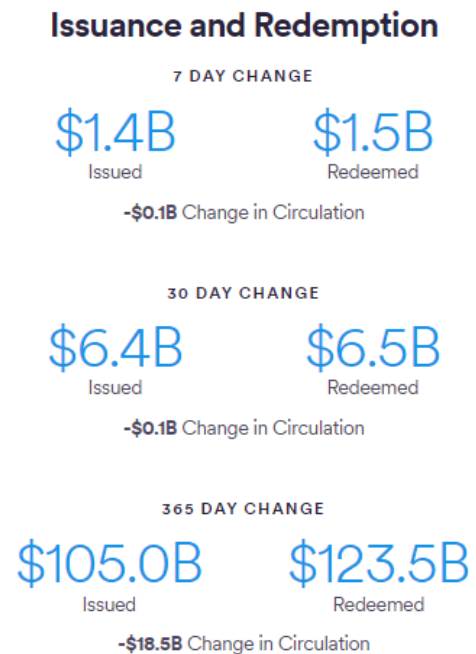 Issuance and Redemption
7 DAY CHANGE
$1.4B $1.5B
Issued Redeemed
-$0.1B Change in Circulation
30 DAY CHANGE
$6.4B $6.5B
Issued Redeemed
-$0.1B Change in Circulation
365 DAY CHANGE
$105.0B $123.5B
Issued Redeemed
-$18.5B Change in Circulation